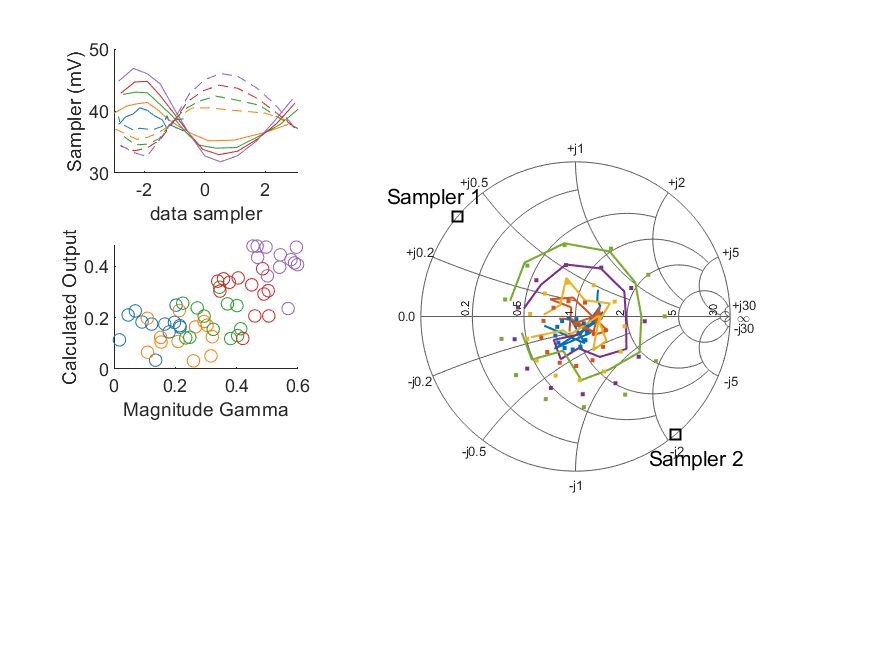 50
40
30
Sampler (mV)
-2 0 2
data sampler
0.4
0.2
0
Calculated Output
0 0.2 0.4 0.6
Magnitude Gamma
+j1
+j0.5
+j2
Sampler 1
+j0.2
+j5
0.0
0.2
0.5
1
2
5
30
+j30
∞
-j30
-j0.2
-j5
-j0.5
-j2
Sampler 2
-j1